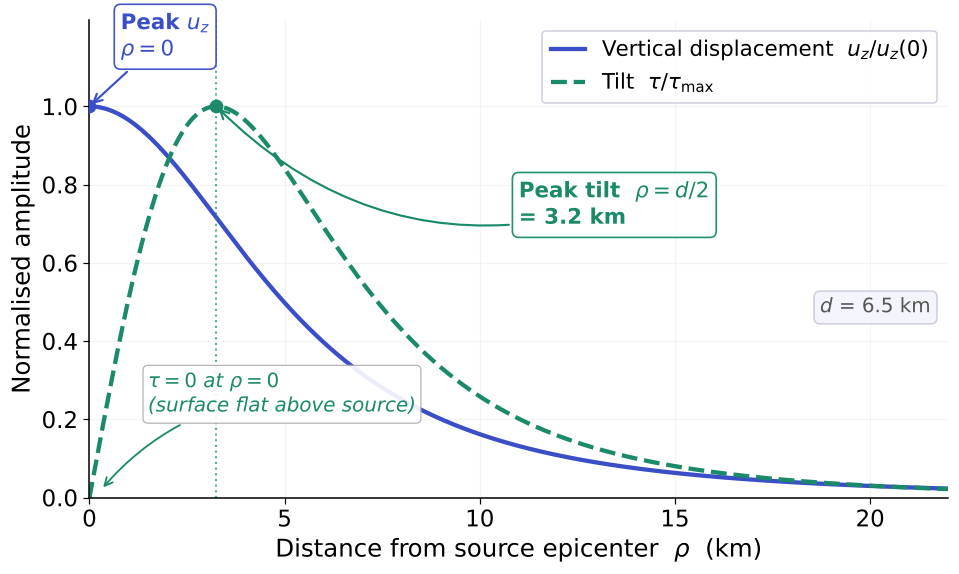 Peak u_z
ρ = 0
Vertical displacement u_z/u_z(0)
Tilt τ/τ_max
Peak tilt ρ = d/2
= 3.2 km
d = 6.5 km
τ = 0 at ρ = 0
(surface flat above source)
Normalised amplitude
1.0
0.8
0.6
0.4
0.2
0.0
0
5
10
15
20
Distance from source epicenter ρ (km)